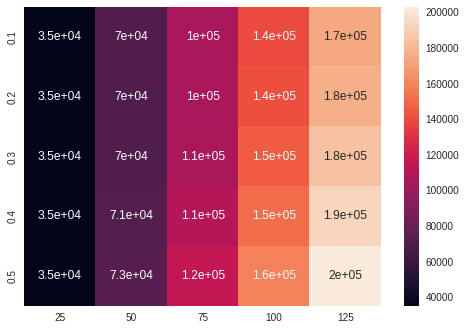 0.1 3.5e+04 7e+04 1e+05 1.4e+05 1.7e+05
0.2 3.5e+04 7e+04 1e+05 1.4e+05 1.8e+05
0.3 3.5e+04 7e+04 1.1e+05 1.5e+05 1.8e+05
0.4 3.5e+04 7.1e+04 1.1e+05 1.5e+05 1.9e+05
0.5 3.5e+04 7.3e+04 1.2e+05 1.6e+05 2e+05
25 50 75 100 125
200000
180000
160000
140000
120000
100000
80000
60000
40000